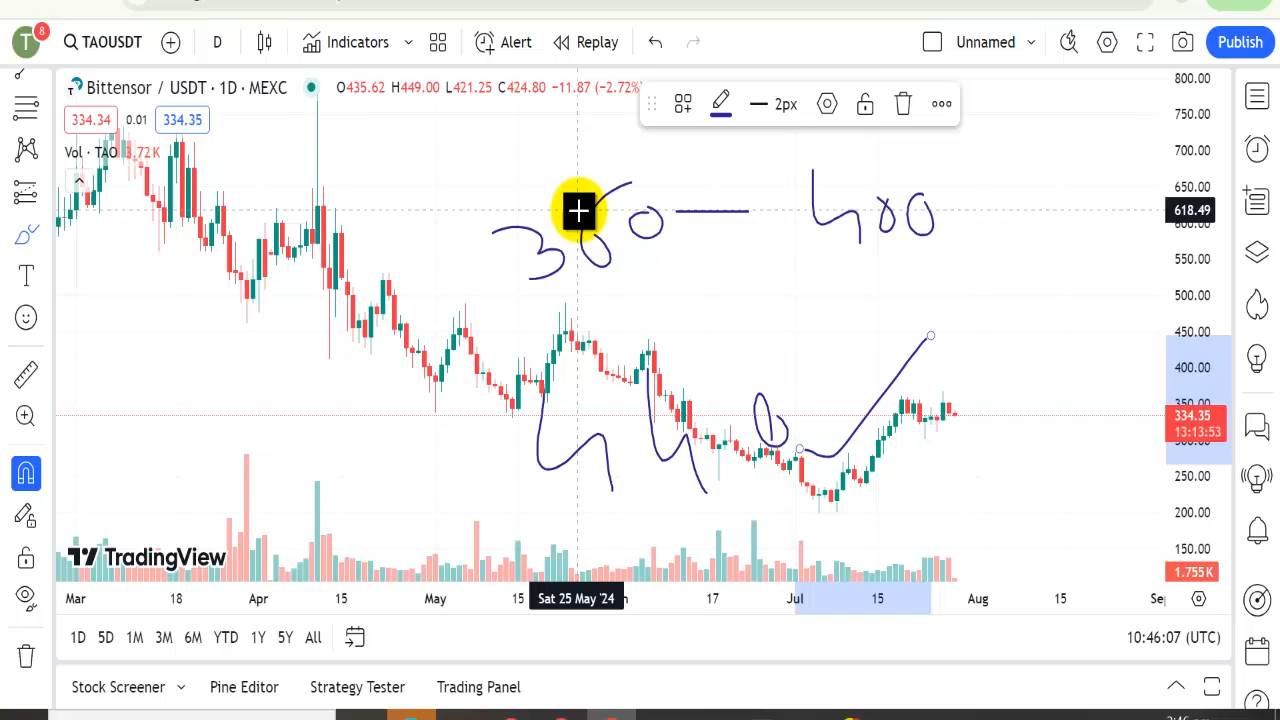 T 8 TAOUSDT D Indicators Alert Replay Unnamed Publish
Bittensor / USDT · 1D · MEXC O435.62 H449.00 L421.25 C424.80 −11.87 (−2.72%)
2px
334.34 0.01 334.35
Vol · TAO 3.72K
800.00
750.00
700.00
650.00
618.49
600.00
550.00
500.00
450.00
400.00
350.00
334.35
13:13:53
300.00
250.00
200.00
150.00
1.755K
360 — 400
440
TradingView
Mar 18 Apr 15 May 15 Sat 25 May '24 17 Jul 15 Aug 15 Sep
1D 5D 1M 3M 6M YTD 1Y 5Y All 10:46:07 (UTC)
Stock Screener Pine Editor Strategy Tester Trading Panel